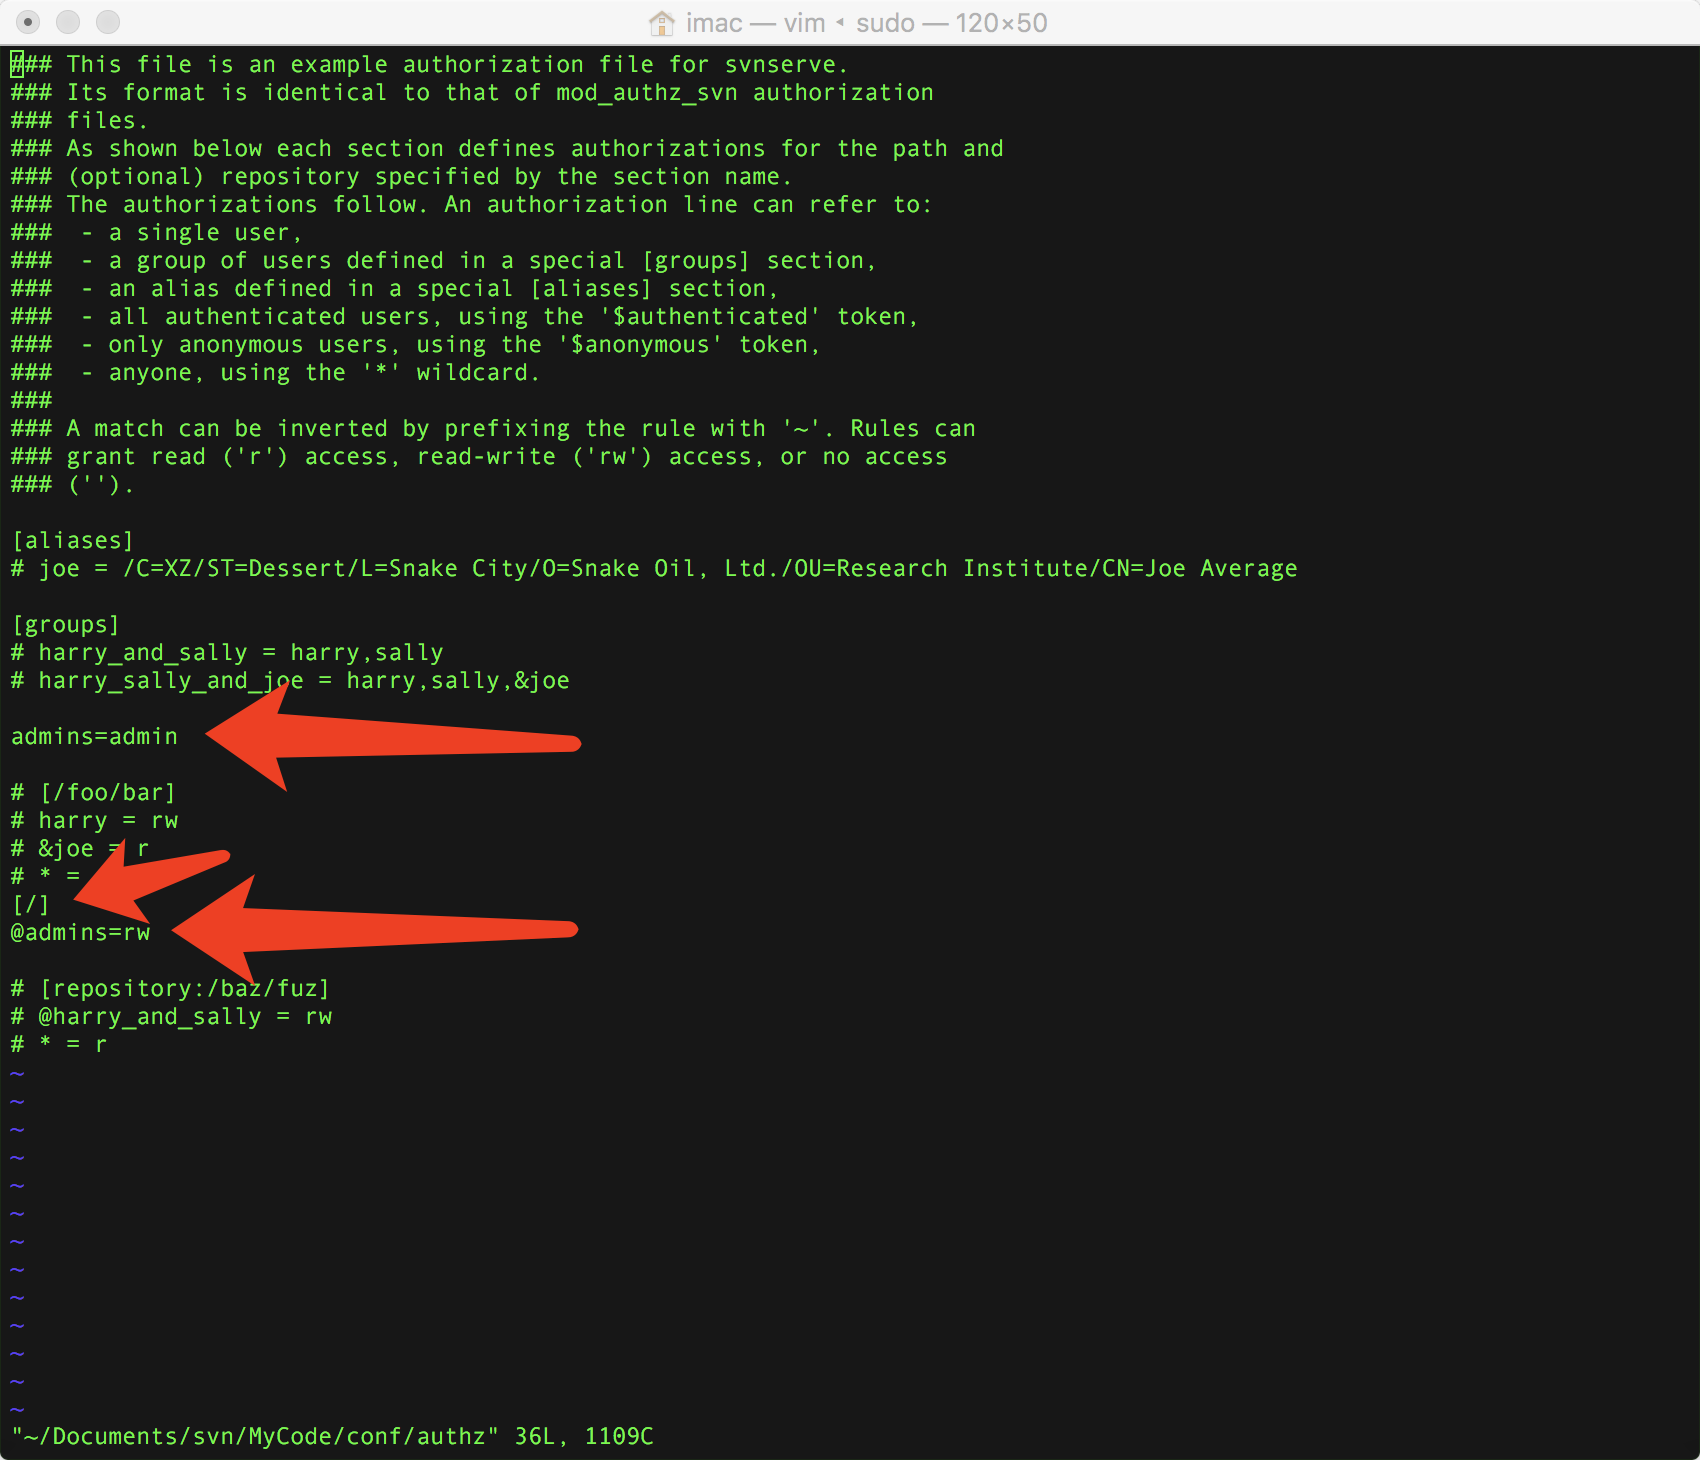 imac — vim ◂ sudo — 120×50
### This file is an example authorization file for svnserve.
### Its format is identical to that of mod_authz_svn authorization
### files.
### As shown below each section defines authorizations for the path and
### (optional) repository specified by the section name.
### The authorizations follow. An authorization line can refer to:
###  - a single user,
###  - a group of users defined in a special [groups] section,
###  - an alias defined in a special [aliases] section,
###  - all authenticated users, using the '$authenticated' token,
###  - only anonymous users, using the '$anonymous' token,
###  - anyone, using the '*' wildcard.
###
### A match can be inverted by prefixing the rule with '~'. Rules can
### grant read ('r') access, read-write ('rw') access, or no access
### ('').
[aliases]
# joe = /C=XZ/ST=Dessert/L=Snake City/O=Snake Oil, Ltd./OU=Research Institute/CN=Joe Average
[groups]
# harry_and_sally = harry,sally
# harry_sally_and_joe = harry,sally,&joe
admins=admin
# [/foo/bar]
# harry = rw
# &joe = r
# * =
[/]
@admins=rw
# [repository:/baz/fuz]
# @harry_and_sally = rw
# * = r
~
~
~
~
~
~
~
~
~
~
~
~
~
"~/Documents/svn/MyCode/conf/authz" 36L, 1109C